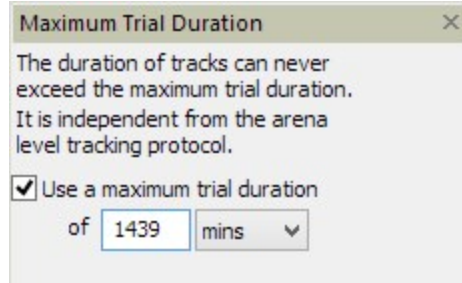 Maximum Trial Duration
The duration of tracks can never
exceed the maximum trial duration.
It is independent from the arena
level tracking protocol.
Use a maximum trial duration
of 1439 mins